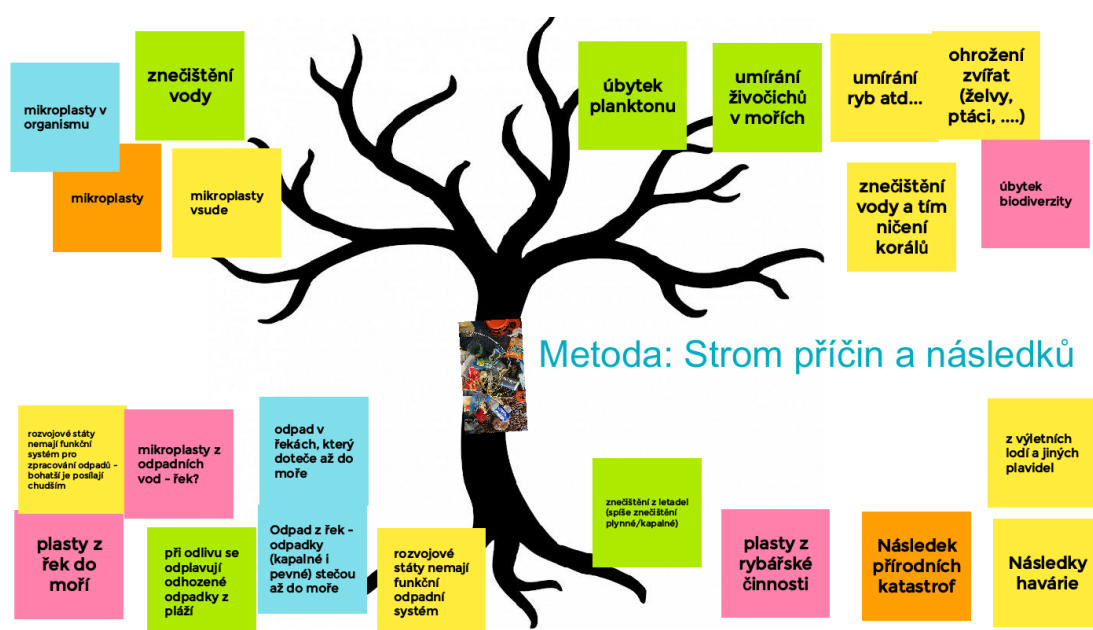 mikroplasty v
organismu
znečištění
vody
mikroplasty
mikroplasty
vsude
úbytek
planktonu
umírání
živočichů
v mořích
umírání
ryb atd...
ohrožení
zvířat
(želvy,
ptáci, ....)
znečištění
vody a tím
ničení
korálů
úbytek
biodiverzity
Metoda: Strom příčin a následků
rozvojové státy
nemají funkční
systém pro
zpracování odpadů -
bohatší je posílají
chudším
mikroplasty z
odpadních
vod - řek?
odpad v
řekách, který
doteče až do
moře
plasty z
řek do
moří
při odlivu se
odplavují
odhozené
odpadky z
pláží
Odpad z řek -
odpadky
(kapalné i
pevné) stečou
až do moře
rozvojové
státy nemají
funkční
odpadní
systém
znečištění z letadel
(spíše znečištění
plynné/kapalné)
plasty z
rybářské
činnosti
Následek
přírodních
katastrof
z výletních
lodí a jiných
plavidel
Následky
havárie